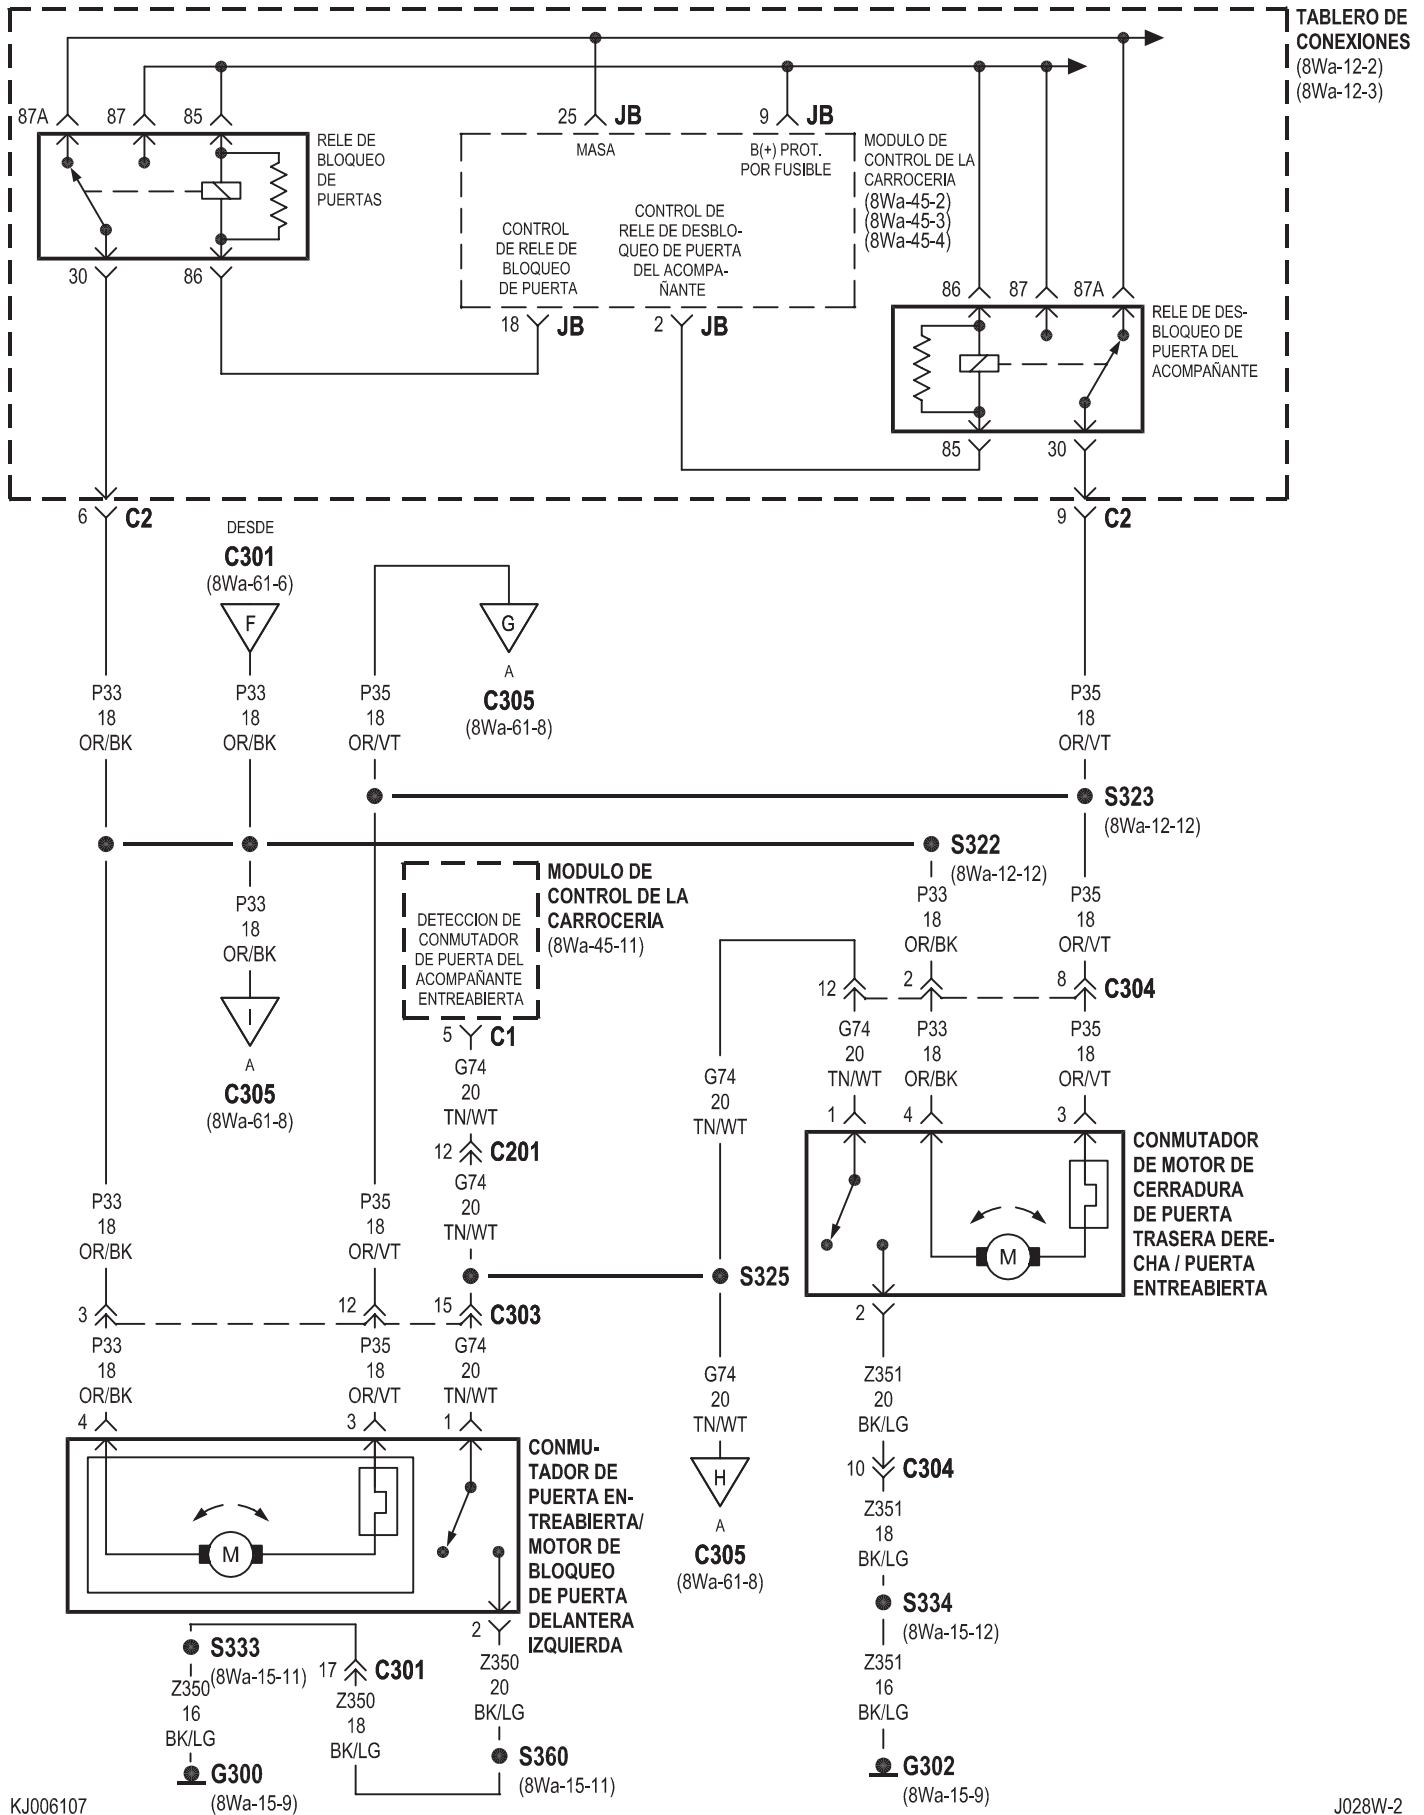 TABLERO DE
CONEXIONES
(8Wa-12-2)
(8Wa-12-3)
87A
87
85
25
JB
9
JB
RELE DE
BLOQUEO
DE
PUERTAS
MASA
B(+) PROT.
POR FUSIBLE
MODULO DE
CONTROL DE LA
CARROCERIA
(8Wa-45-2)
(8Wa-45-3)
(8Wa-45-4)
CONTROL
DE RELE DE
BLOQUEO
DE PUERTA
CONTROL DE
RELE DE DESBLO-
QUEO DE PUERTA
DEL ACOMPA-
ÑANTE
30
86
18
JB
2
JB
86
87
87A
RELE DE DES-
BLOQUEO DE
PUERTA DEL
ACOMPAÑANTE
85
30
6
C2
9
C2
DESDE
C301
(8Wa-61-6)
F
G
A
C305
(8Wa-61-8)
P33
18
OR/BK
P33
18
OR/BK
P35
18
OR/VT
P35
18
OR/VT
S323
(8Wa-12-12)
S322
(8Wa-12-12)
MODULO DE
CONTROL DE LA
CARROCERIA
(8Wa-45-11)
DETECCION DE
CONMUTADOR
DE PUERTA DEL
ACOMPAÑANTE
ENTREABIERTA
P33
18
OR/BK
P33
18
OR/BK
P35
18
OR/VT
I
A
C305
(8Wa-61-8)
5
C1
G74
20
TN/WT
12
C201
G74
20
TN/WT
G74
20
TN/WT
12
2
8
C304
G74
20
TN/WT
P33
18
OR/BK
P35
18
OR/VT
1
4
3
CONMUTADOR
DE MOTOR DE
CERRADURA
DE PUERTA
TRASERA DERE-
CHA / PUERTA
ENTREABIERTA
M
P33
18
OR/BK
P35
18
OR/VT
S325
3
12
15
C303
2
P33
18
OR/BK
P35
18
OR/VT
G74
20
TN/WT
G74
20
TN/WT
Z351
20
BK/LG
4
3
1
CONMU-
TADOR DE
PUERTA EN-
TREABIERTA/
MOTOR DE
BLOQUEO
DE PUERTA
DELANTERA
IZQUIERDA
M
H
A
C305
(8Wa-61-8)
10
C304
Z351
18
BK/LG
S334
(8Wa-15-12)
Z351
16
BK/LG
G302
(8Wa-15-9)
2
S333
(8Wa-15-11)
17
C301
Z350
16
BK/LG
Z350
18
BK/LG
Z350
20
BK/LG
S360
(8Wa-15-11)
G300
(8Wa-15-9)
KJ006107
J028W-2